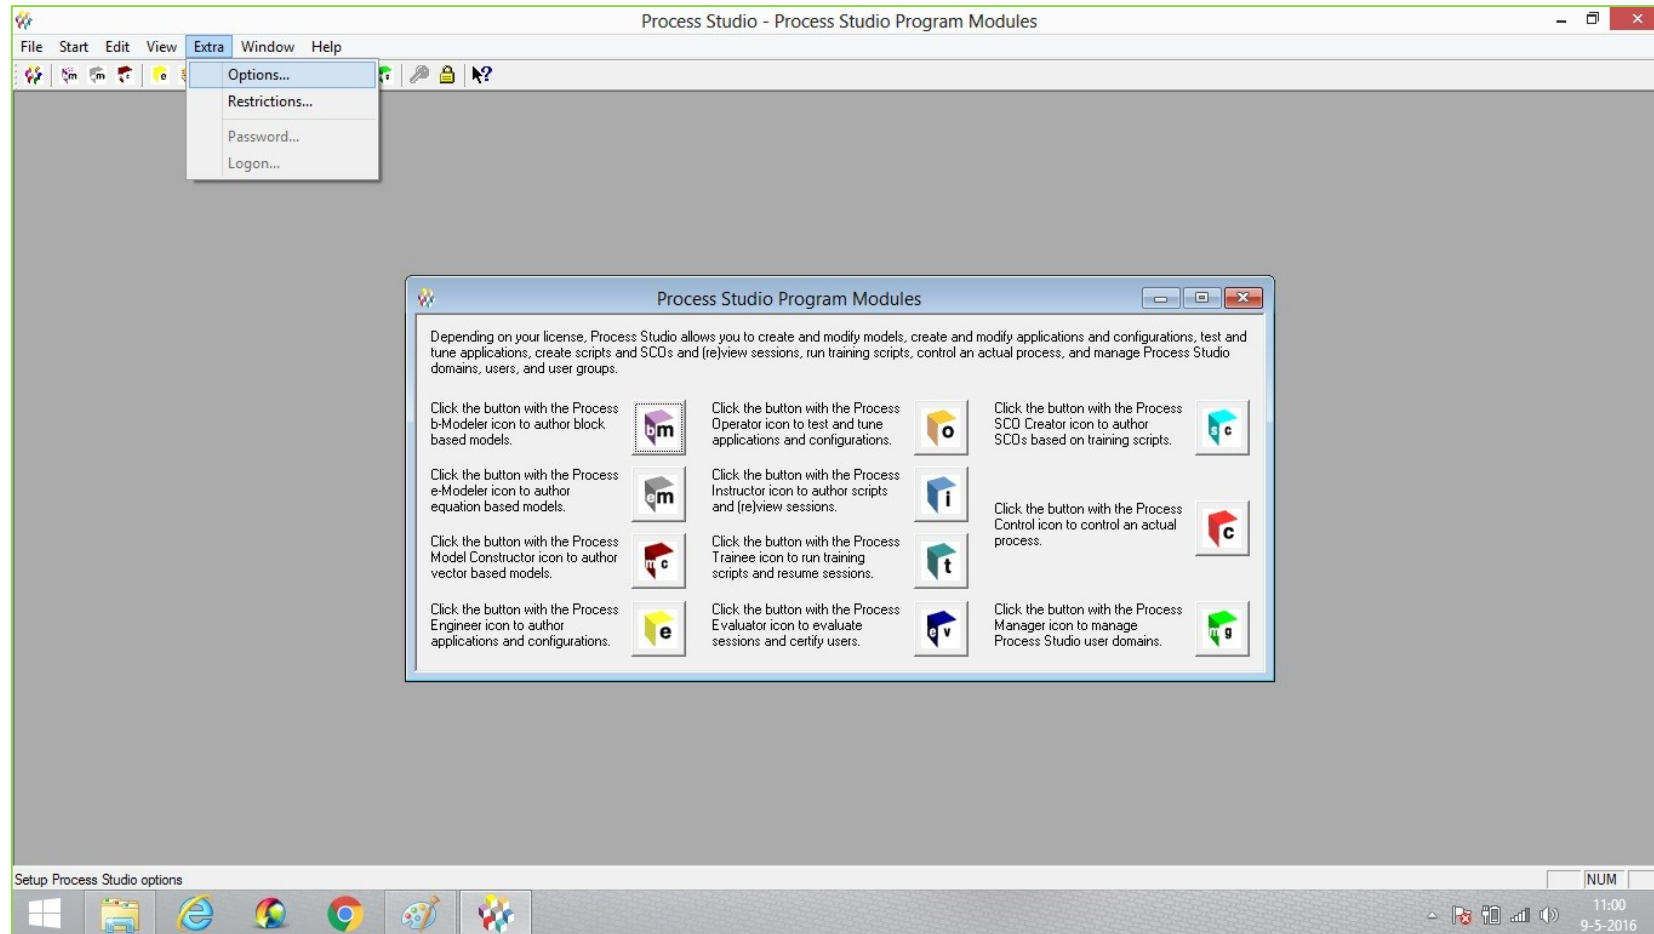 Process Studio - Process Studio Program Modules
File Start Edit View Extra Window Help
Options...
Restrictions...
Password...
Logon...
Process Studio Program Modules
Depending on your license, Process Studio allows you to create and modify models, create and modify applications and configurations, test and
tune applications, create scripts and SCOs and (re)view sessions, run training scripts, control an actual process, and manage Process Studio
domains, users, and user groups.
Click the button with the Process
b-Modeler icon to author block
based models.
bm
Click the button with the Process
e-Modeler icon to author
equation based models.
em
Click the button with the Process
Model Constructor icon to author
vector based models.
mc
Click the button with the Process
Engineer icon to author
applications and configurations.
e
Click the button with the Process
Operator icon to test and tune
applications and configurations.
o
Click the button with the Process
Instructor icon to author scripts
and (re)view sessions.
i
Click the button with the Process
Trainee icon to run training
scripts and resume sessions.
t
Click the button with the Process
Evaluator icon to evaluate
sessions and certify users.
ev
Click the button with the Process
SCO Creator icon to author
SCOs based on training scripts.
sc
Click the button with the Process
Control icon to control an actual
process.
c
Click the button with the Process
Manager icon to manage
Process Studio user domains.
mg
Setup Process Studio options
NUM
11:00
9-5-2016